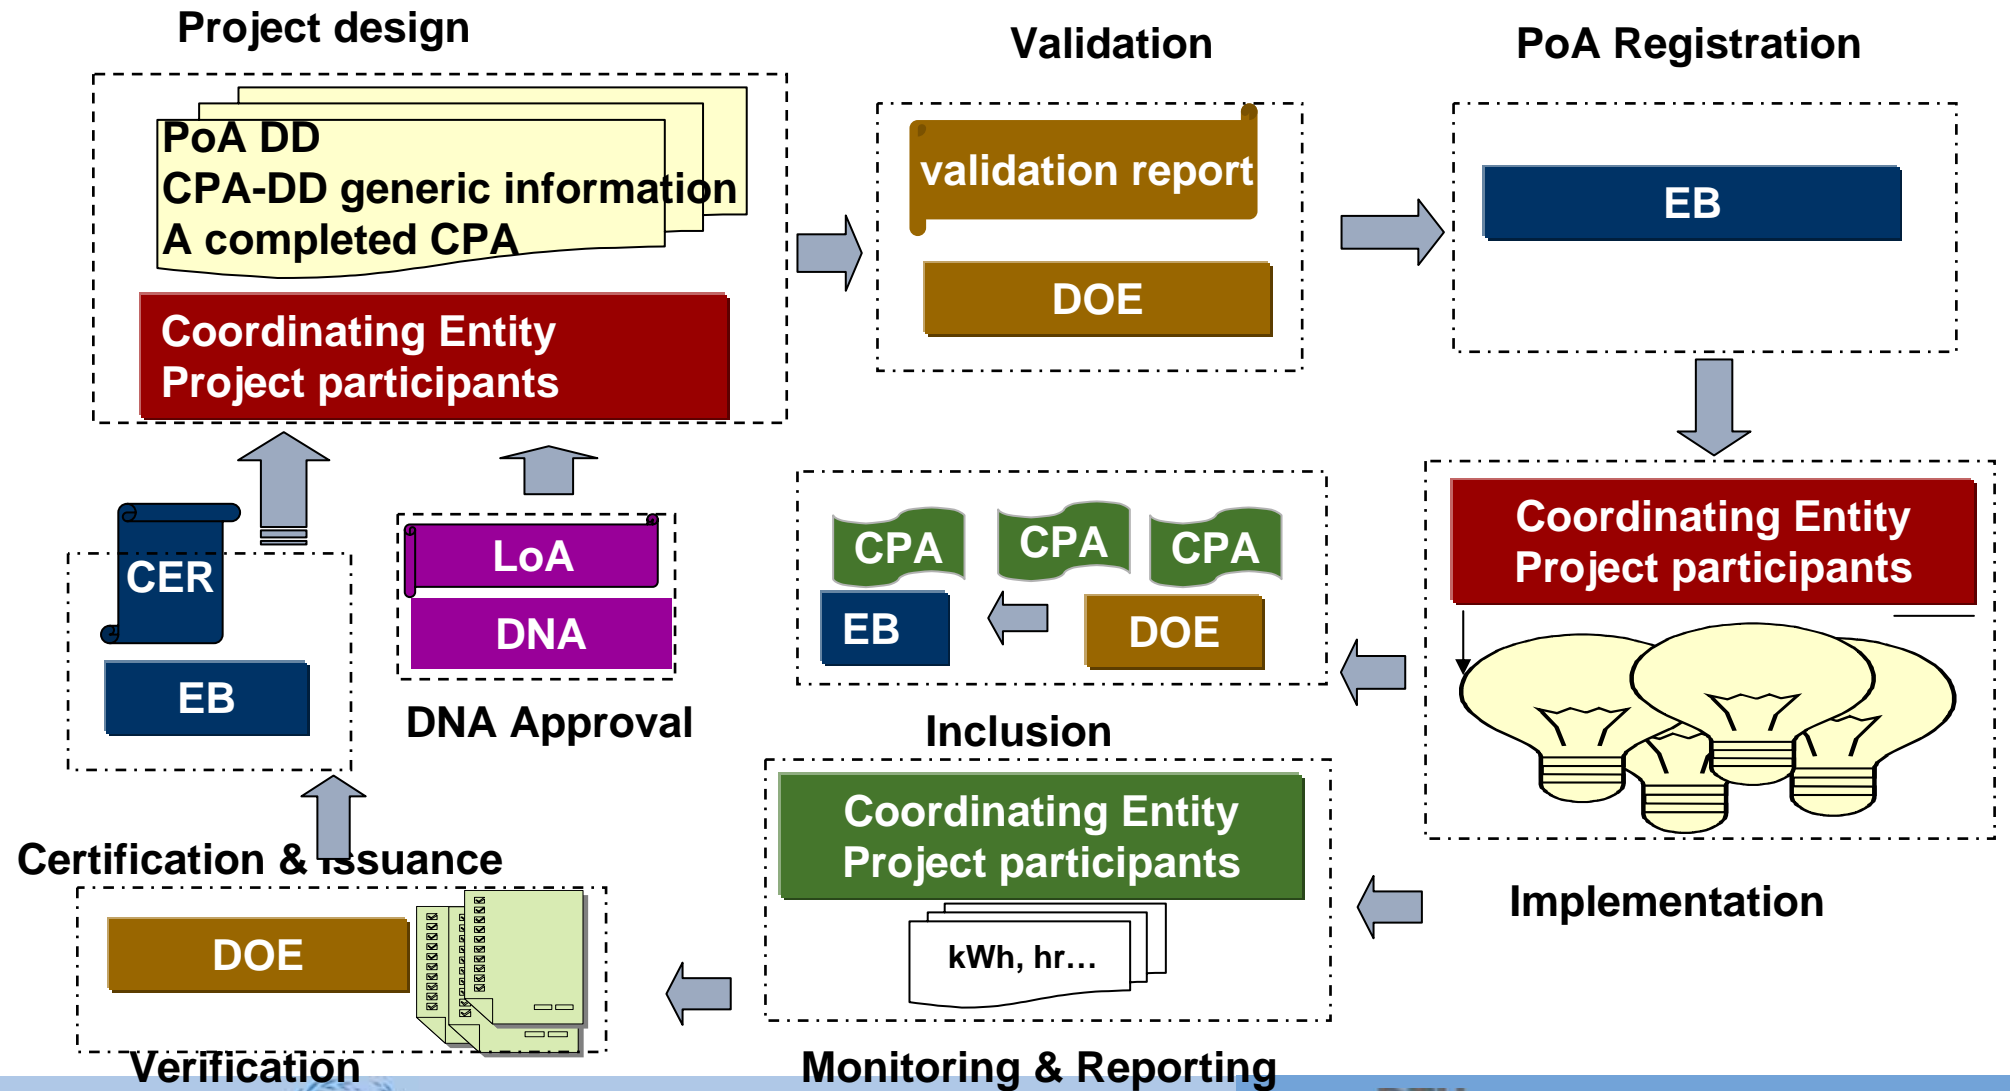 Project design
Validation
PoA Registration
PoA DD
CPA-DD generic information
A completed CPA
Coordinating Entity
Project participants
validation report
DOE
EB
CER
EB
LoA
DNA
DNA Approval
CPA
CPA
CPA
EB
DOE
Inclusion
Coordinating Entity
Project participants
Implementation
Coordinating Entity
Project participants
kWh, hr…
Monitoring & Reporting
Certification & Issuance
DOE
Verification